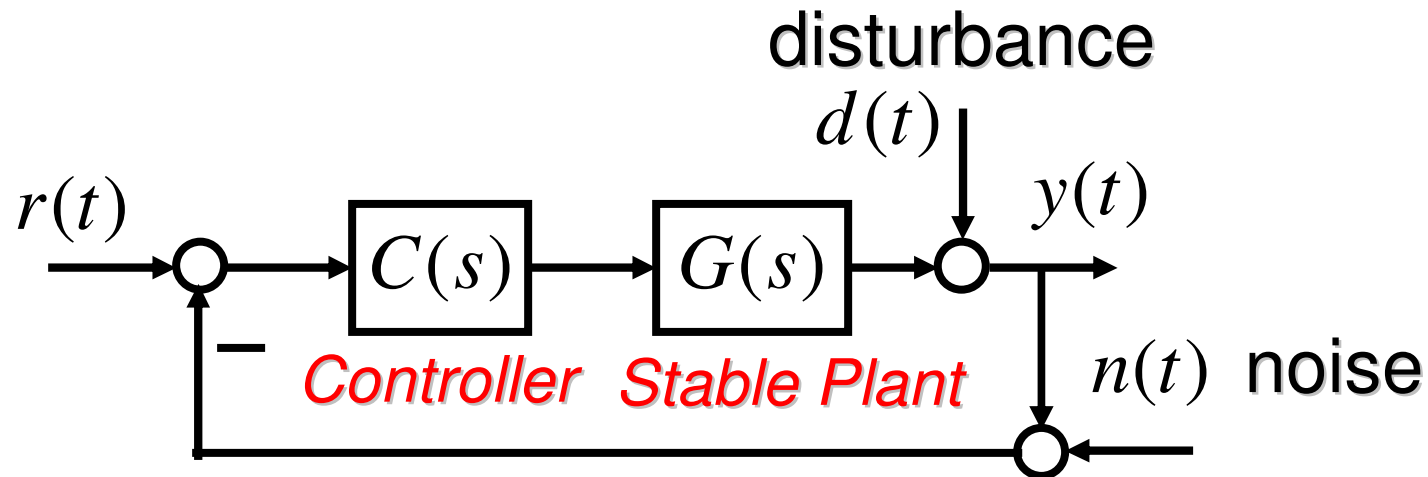 disturbance
d(t)
r(t)
y(t)
C(s)
G(s)
−
Controller
Stable Plant
n(t) noise